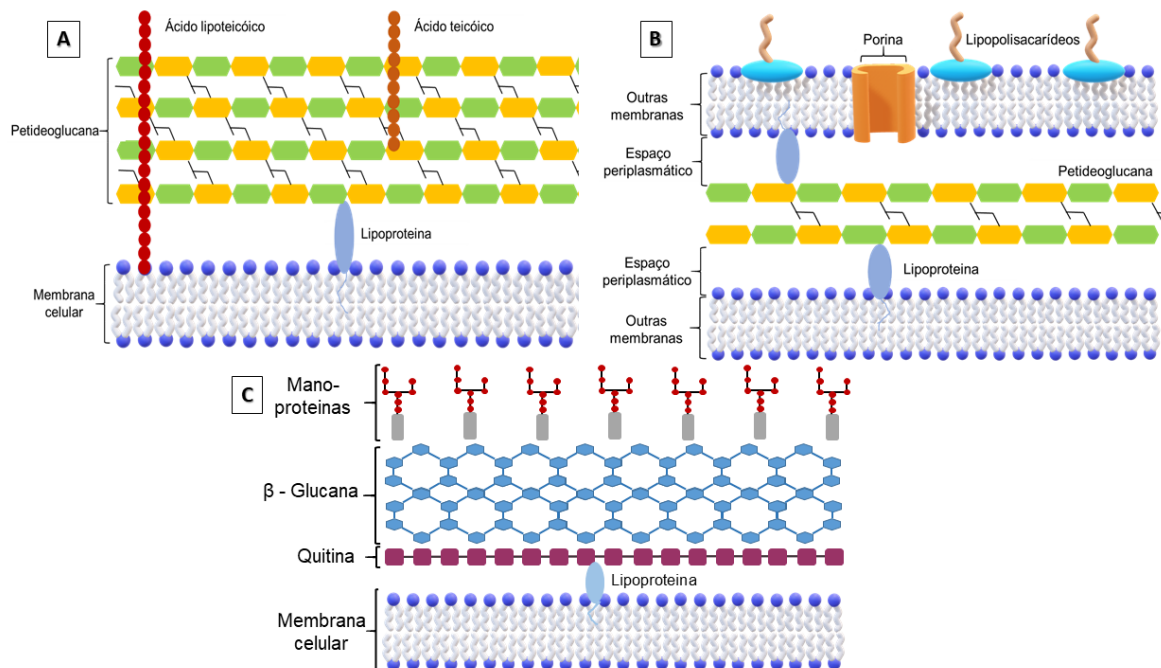 A
Ácido lipoteicóico
Ácido teicóico
Petideoglucana
Lipoproteina
Membrana
celular
B
Porina
Lipopolisacarídeos
Outras
membranas
Espaço
periplasmático
Petideoglucana
Espaço
periplasmático
Lipoproteina
Outras
membranas
C
Mano-
proteinas
β - Glucana
Quitina
Lipoproteina
Membrana
celular